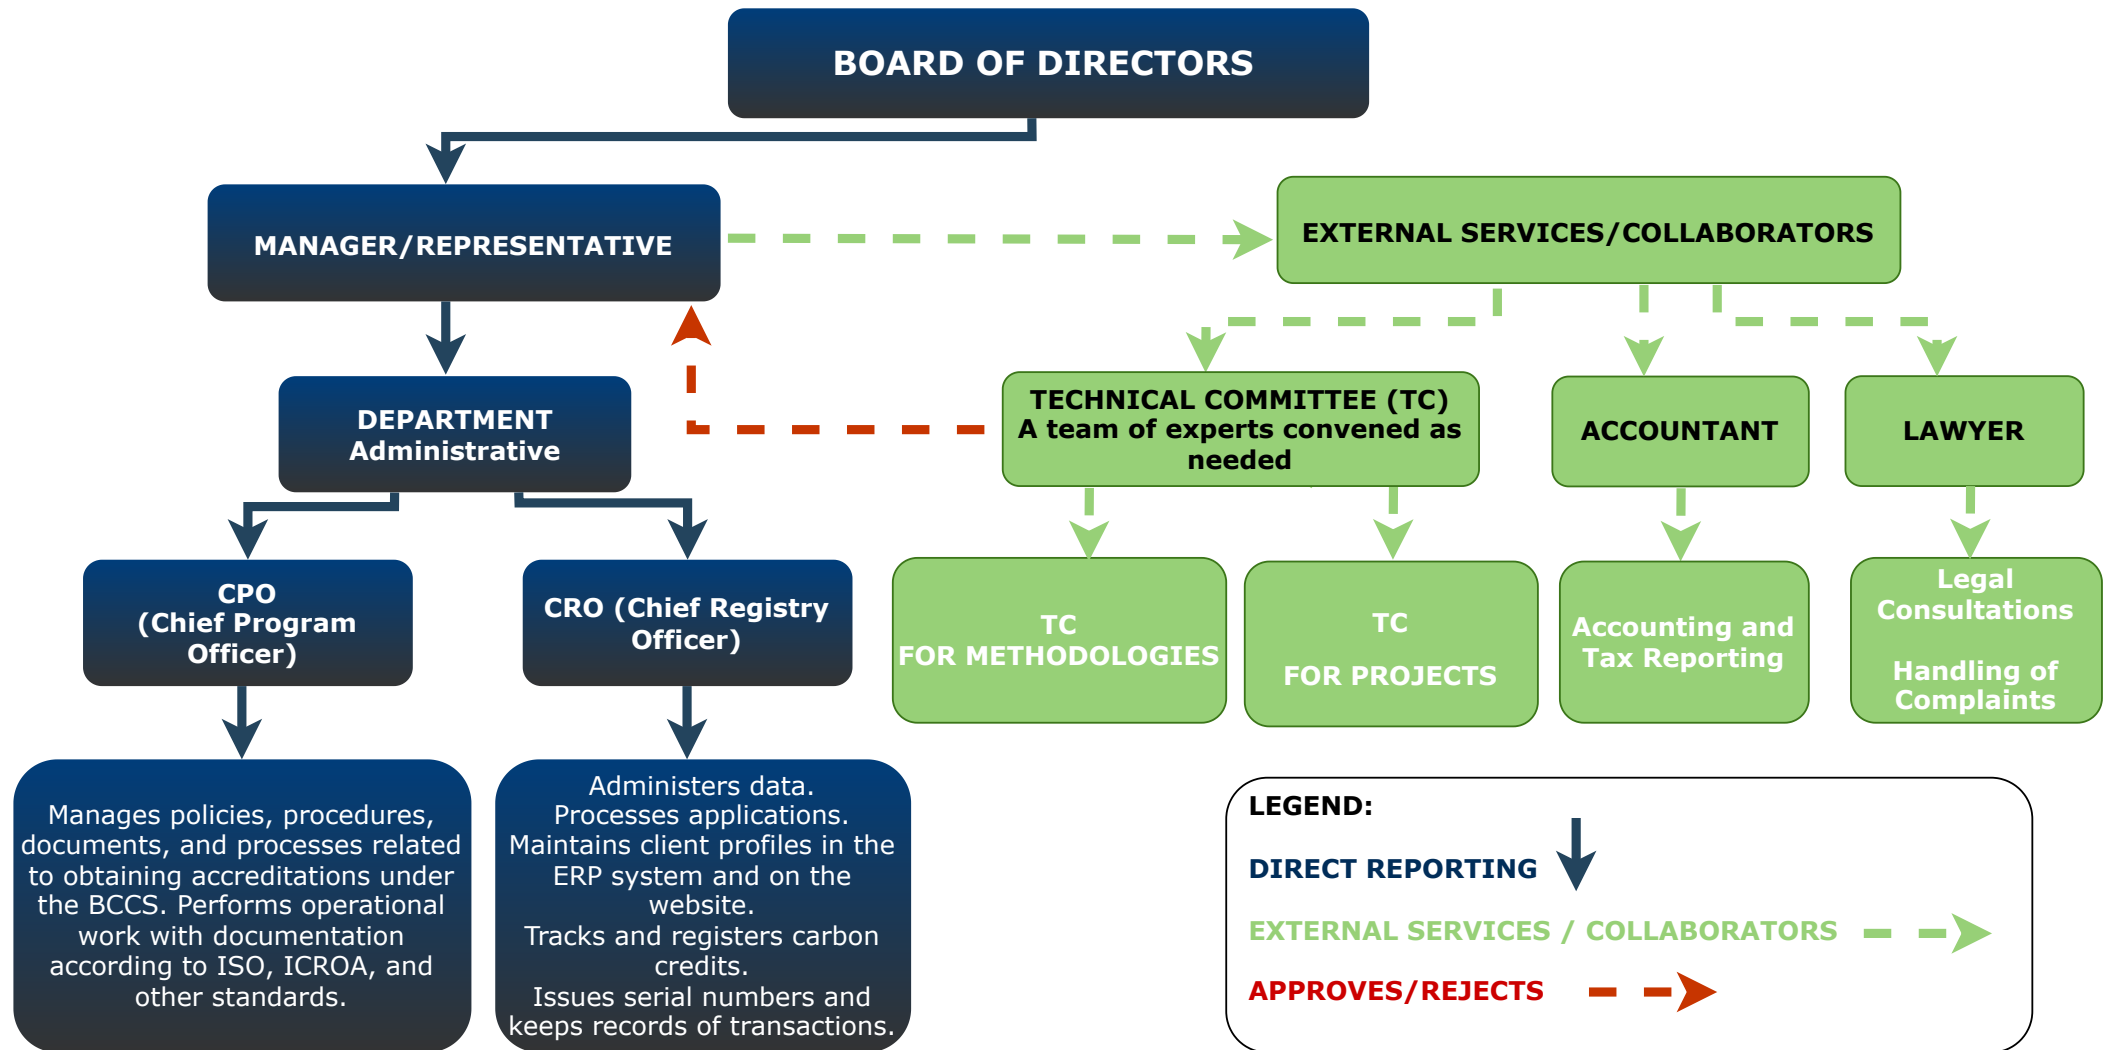 BOARD OF DIRECTORS
MANAGER/REPRESENTATIVE
EXTERNAL SERVICES/COLLABORATORS
DEPARTMENT
Administrative
TECHNICAL COMMITTEE (TC)
A team of experts convened as
needed
ACCOUNTANT
LAWYER
CPO
(Chief Program
Officer)
CRO (Chief Registry
Officer)
TC
FOR METHODOLOGIES
TC
FOR PROJECTS
Accounting and
Tax Reporting
Legal
Consultations
Handling of
Complaints
Manages policies, procedures,
documents, and processes related
to obtaining accreditations under
the BCCS. Performs operational
work with documentation
according to ISO, ICROA, and
other standards.
Administers data.
Processes applications.
Maintains client profiles in the
ERP system and on the
website.
Tracks and registers carbon
credits.
Issues serial numbers and
keeps records of transactions.
LEGEND:
DIRECT REPORTING
EXTERNAL SERVICES / COLLABORATORS
APPROVES/REJECTS